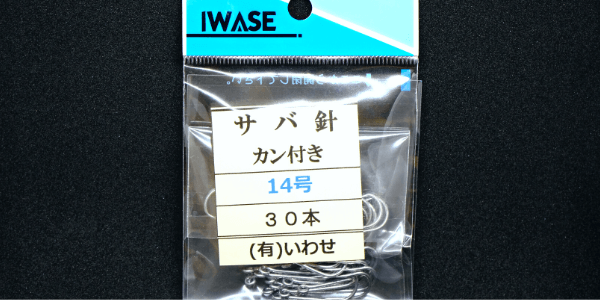 IWASE
サバ針
カン付き
14号
３０本
(有)いわせ